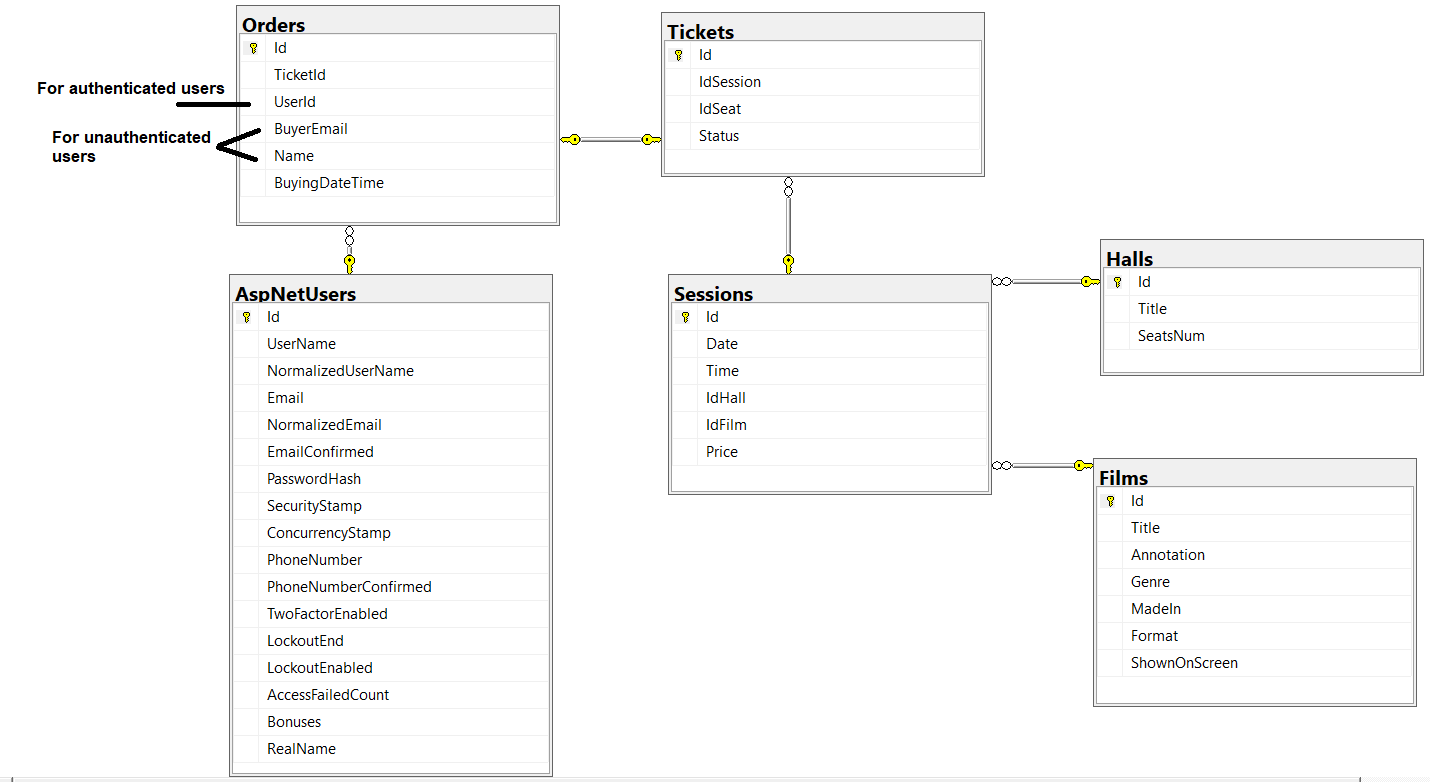 For authenticated users
For unauthenticated
users
Orders
Id
TicketId
UserId
BuyerEmail
Name
BuyingDateTime
Tickets
Id
IdSession
IdSeat
Status
AspNetUsers
Id
UserName
NormalizedUserName
Email
NormalizedEmail
EmailConfirmed
PasswordHash
SecurityStamp
ConcurrencyStamp
PhoneNumber
PhoneNumberConfirmed
TwoFactorEnabled
LockoutEnd
LockoutEnabled
AccessFailedCount
Bonuses
RealName
Sessions
Id
Date
Time
IdHall
IdFilm
Price
Halls
Id
Title
SeatsNum
Films
Id
Title
Annotation
Genre
MadeIn
Format
ShownOnScreen